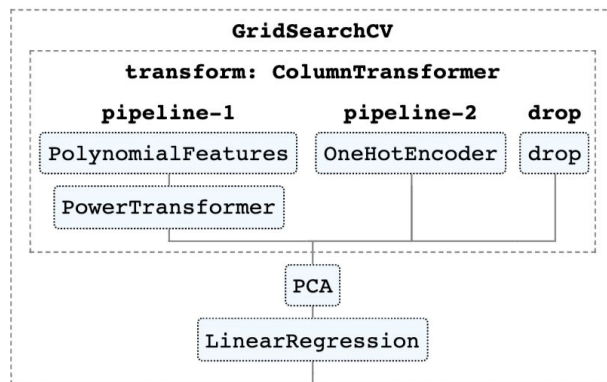 GridSearchCV
transform: ColumnTransformer
pipeline-1 pipeline-2 drop
PolynomialFeatures OneHotEncoder drop
PowerTransformer
PCA
LinearRegression